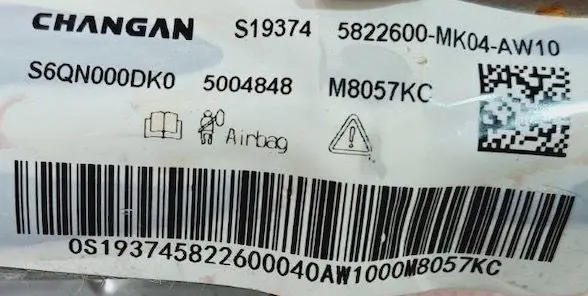 CHANGAN S19374 5822600-MK04-AW10
S6QN000DK0 5004848 M8057KC
Airbag
0S193745822600040AW1000M8057KC